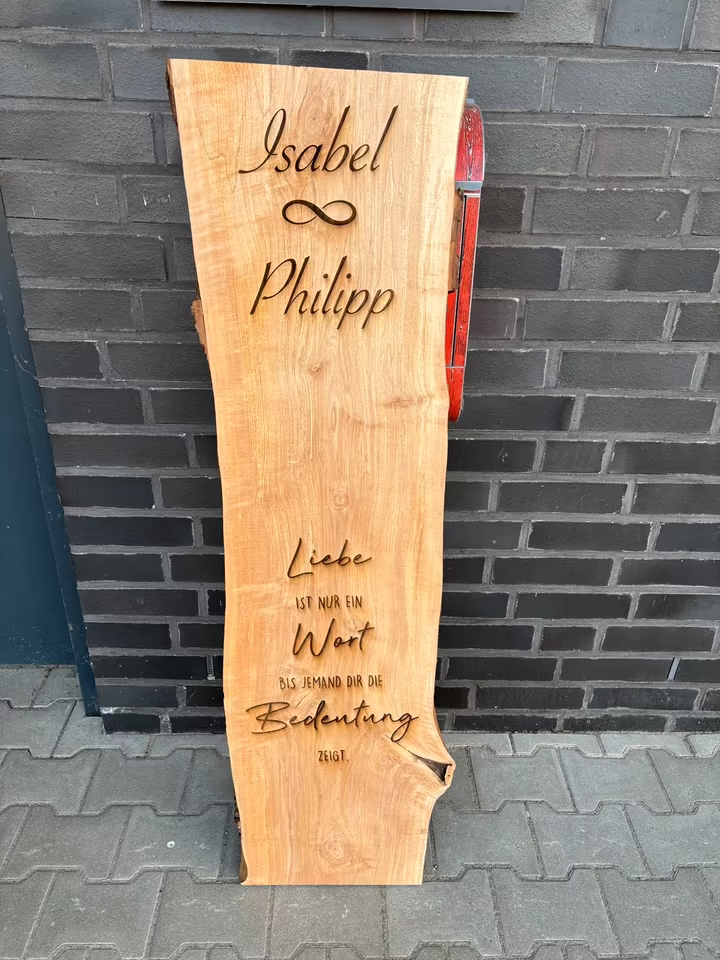 Isabel
∞
Philipp
Liebe
IST NUR EIN
Wort
BIS JEMAND DIR DIE
Bedeutung
ZEIGT.